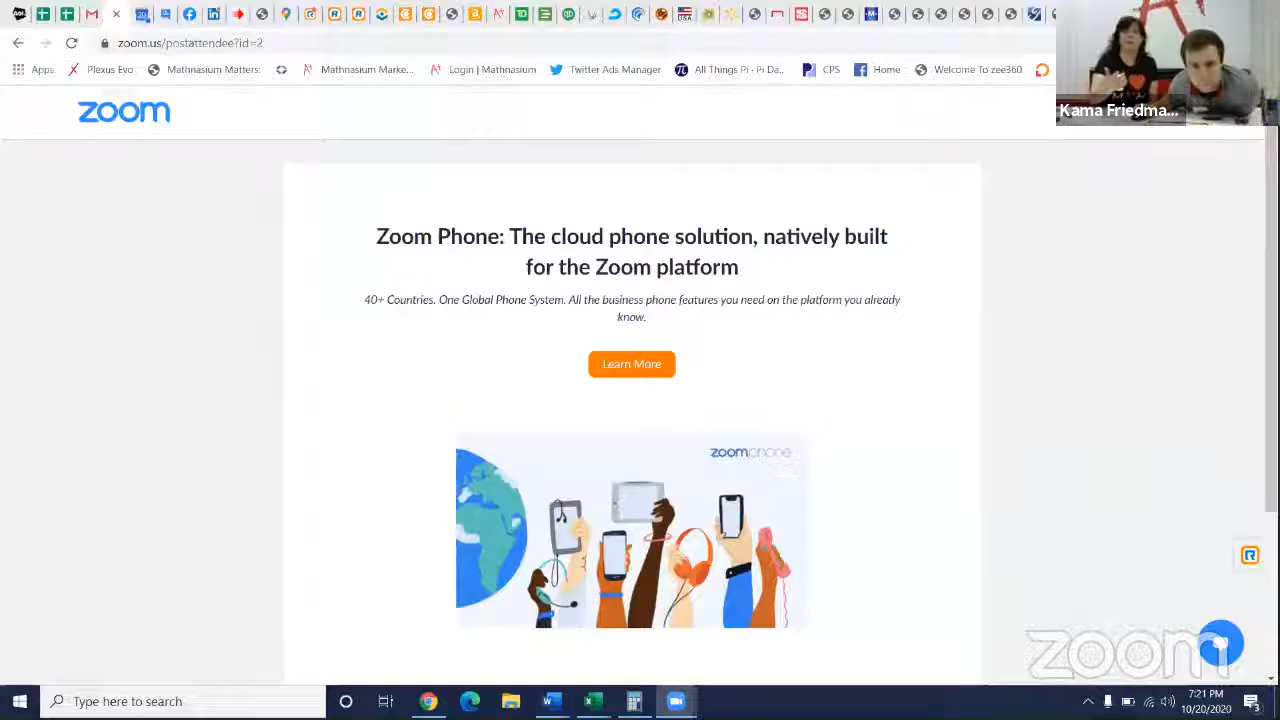 zoom.us/postattendee?id=2
Apps
Plexus Evo
Mathnasium Matters:
Mathnasium Marke...
Login | Mathnasium
Twitter Ads Manager
All Things Pi - Pi Da..
CPS
Home
Welcome To zee360
Kama Friedma...
zoom
Zoom Phone: The cloud phone solution, natively built
for the Zoom platform
40+ Countries. One Global Phone System. All the business phone features you need on the platform you already
know.
Learn More
zoomphone
zoom
Type here to search
7:21 PM
10/20/2020
3